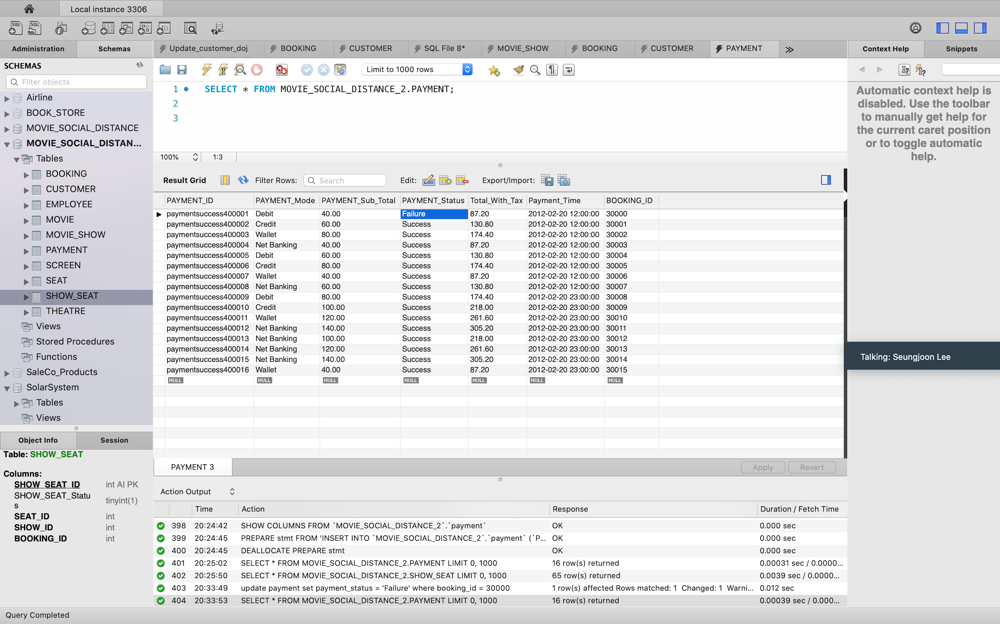 Local instance 3306
SQL SQL
Administration Schemas
Update_customer_doj BOOKING CUSTOMER SQL File 8* MOVIE_SHOW BOOKING CUSTOMER PAYMENT
Context Help Snippets
SCHEMAS
Filter objects
Airline
BOOK_STORE
MOVIE_SOCIAL_DISTANCE
MOVIE_SOCIAL_DISTAN...
Tables
BOOKING
CUSTOMER
EMPLOYEE
MOVIE
MOVIE_SHOW
PAYMENT
SCREEN
SEAT
SHOW_SEAT
THEATRE
Views
Stored Procedures
Functions
SaleCo_Products
SolarSystem
Tables
Views
Object Info Session
Table: SHOW_SEAT
Columns:
SHOW_SEAT_ID int AI PK
SHOW_SEAT_Statu
s tinyint(1)
SEAT_ID int
SHOW_ID int
BOOKING_ID int
Limit to 1000 rows
1 SELECT * FROM MOVIE_SOCIAL_DISTANCE_2.PAYMENT;
2
3
100% 1:3
Result Grid Filter Rows: Search Edit: Export/Import:
PAYMENT_ID PAYMENT_Mode PAYMENT_Sub_Total PAYMENT_Status Total_With_Tax Payment_Time BOOKING_ID
paymentsuccess400001 Debit 40.00 Failure 87.20 2012-02-20 12:00:00 30000
paymentsuccess400002 Credit 60.00 Success 130.80 2012-02-20 12:00:00 30001
paymentsuccess400003 Wallet 80.00 Success 174.40 2012-02-20 12:00:00 30002
paymentsuccess400004 Net Banking 40.00 Success 87.20 2012-02-20 12:00:00 30003
paymentsuccess400005 Debit 60.00 Success 130.80 2012-02-20 12:00:00 30004
paymentsuccess400006 Credit 80.00 Success 174.40 2012-02-20 12:00:00 30005
paymentsuccess400007 Wallet 40.00 Success 87.20 2012-02-20 12:00:00 30006
paymentsuccess400008 Net Banking 60.00 Success 130.80 2012-02-20 12:00:00 30007
paymentsuccess400009 Debit 80.00 Success 174.40 2012-02-20 23:00:00 30008
paymentsuccess400010 Credit 100.00 Success 218.00 2012-02-20 23:00:00 30009
paymentsuccess400011 Wallet 120.00 Success 261.60 2012-02-20 23:00:00 30010
paymentsuccess400012 Net Banking 140.00 Success 305.20 2012-02-20 23:00:00 30011
paymentsuccess400013 Net Banking 100.00 Success 218.00 2012-02-20 23:00:00 30012
paymentsuccess400014 Net Banking 120.00 Success 261.60 2012-02-20 23:00:00 30013
paymentsuccess400015 Net Banking 140.00 Success 305.20 2012-02-20 23:00:00 30014
paymentsuccess400016 Wallet 40.00 Success 87.20 2012-02-20 23:00:00 30015
NULL NULL NULL NULL NULL NULL NULL
PAYMENT 3 Apply Revert
Action Output
Time Action Response Duration / Fetch Time
398 20:24:42 SHOW COLUMNS FROM `MOVIE_SOCIAL_DISTANCE_2`.`payment` OK 0.000 sec
399 20:24:45 PREPARE stmt FROM 'INSERT INTO `MOVIE_SOCIAL_DISTANCE_2`.`payment` (`P... OK 0.000 sec
400 20:24:45 DEALLOCATE PREPARE stmt OK 0.000 sec
401 20:25:02 SELECT * FROM MOVIE_SOCIAL_DISTANCE_2.PAYMENT LIMIT 0, 1000 16 row(s) returned 0.00031 sec / 0.0000...
402 20:25:50 SELECT * FROM MOVIE_SOCIAL_DISTANCE_2.SHOW_SEAT LIMIT 0, 1000 65 row(s) returned 0.0039 sec / 0.0000...
403 20:33:49 update payment set payment_status = 'Failure' where booking_id = 30000 1 row(s) affected Rows matched: 1 Changed: 1 Warni... 0.012 sec
404 20:33:53 SELECT * FROM MOVIE_SOCIAL_DISTANCE_2.PAYMENT LIMIT 0, 1000 16 row(s) returned 0.00039 sec / 0.000...
Automatic context help is
disabled. Use the toolbar
to manually get help for
the current caret position
or to toggle automatic
help.
Talking: Seungjoon Lee
Query Completed